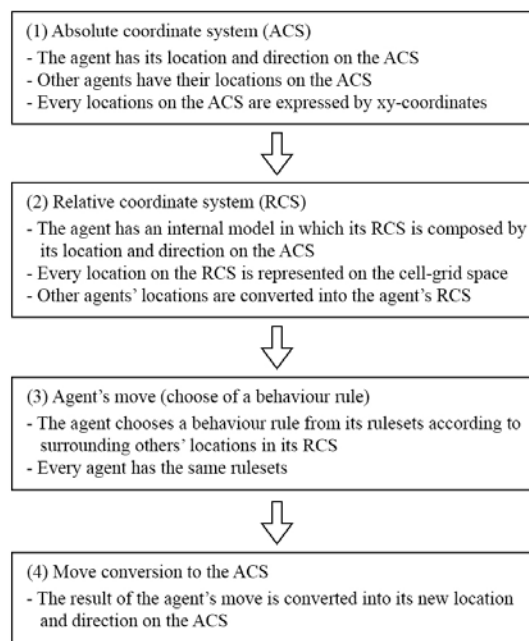 (1) Absolute coordinate system (ACS)
- The agent has its location and direction on the ACS
- Other agents have their locations on the ACS
- Every locations on the ACS are expressed by xy-coordinates
(2) Relative coordinate system (RCS)
- The agent has an internal model in which its RCS is composed by
its location and direction on the ACS
- Every location on the RCS is represented on the cell-grid space
- Other agents’ locations are converted into the agent’s RCS
(3) Agent’s move (choose of a behaviour rule)
- The agent chooses a behaviour rule from its rulesets according to
surrounding others’ locations in its RCS
- Every agent has the same rulesets
(4) Move conversion to the ACS
- The result of the agent’s move is converted into its new location
and direction on the ACS